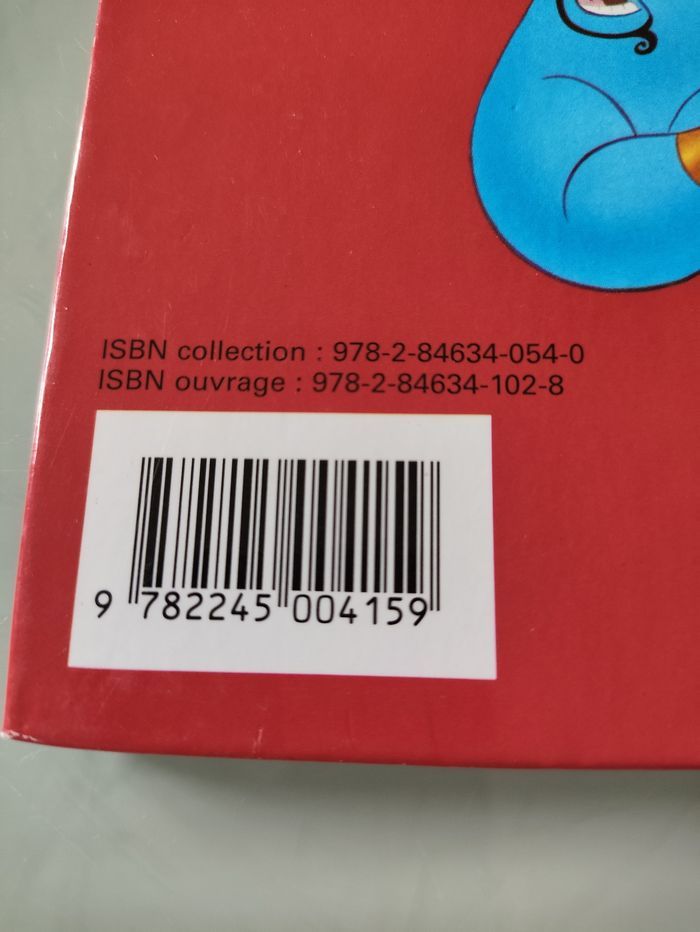 ISBN collection : 978-2-84634-054-0
ISBN ouvrage : 978-2-84634-102-8
9 782245 004159